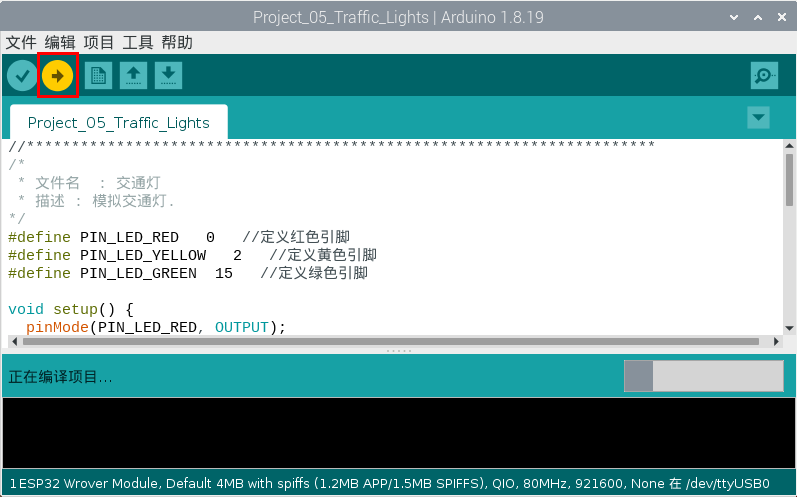 Project_05_Traffic_Lights | Arduino 1.8.19
文件 编辑 项目 工具 帮助
Project_05_Traffic_Lights
//**********************************************************************
/*
 * 文件名  : 交通灯
 * 描述 : 模拟交通灯.
*/
#define PIN_LED_RED   0   //定义红色引脚
#define PIN_LED_YELLOW   2   //定义黄色引脚
#define PIN_LED_GREEN  15   //定义绿色引脚
void setup() {
  pinMode(PIN_LED_RED, OUTPUT);
正在编译项目...
1 ESP32 Wrover Module, Default 4MB with spiffs (1.2MB APP/1.5MB SPIFFS), QIO, 80MHz, 921600, None 在 /dev/ttyUSB0